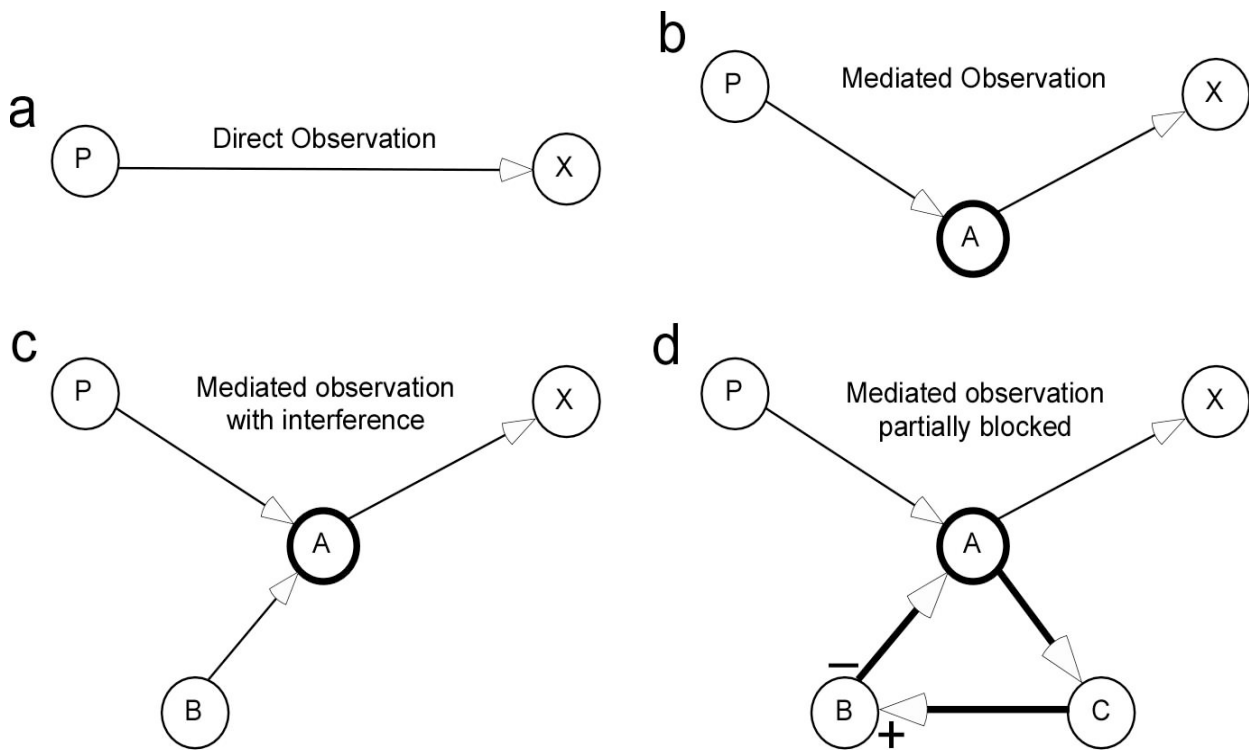 a
P
Direct Observation
X
b
P
Mediated Observation
X
A
c
P
Mediated observation
with interference
X
A
B
d
P
Mediated observation
partially blocked
X
A
−
B
+
C